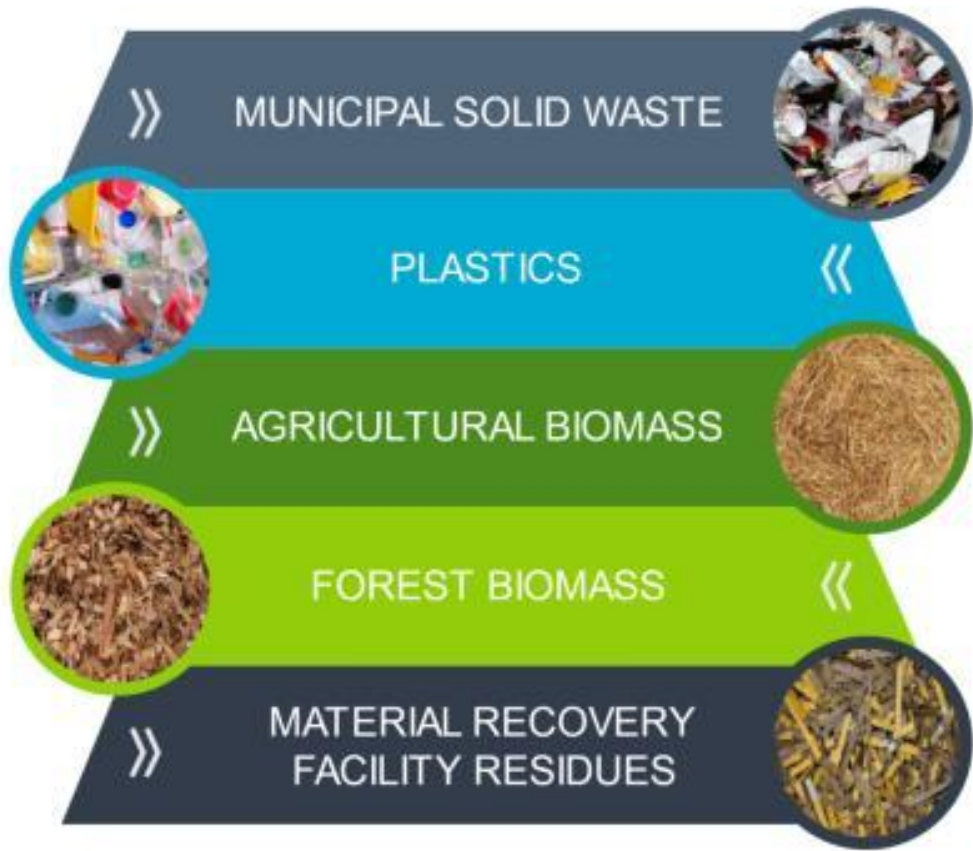 MUNICIPAL SOLID WASTE
PLASTICS
AGRICULTURAL BIOMASS
FOREST BIOMASS
MATERIAL RECOVERY
FACILITY RESIDUES